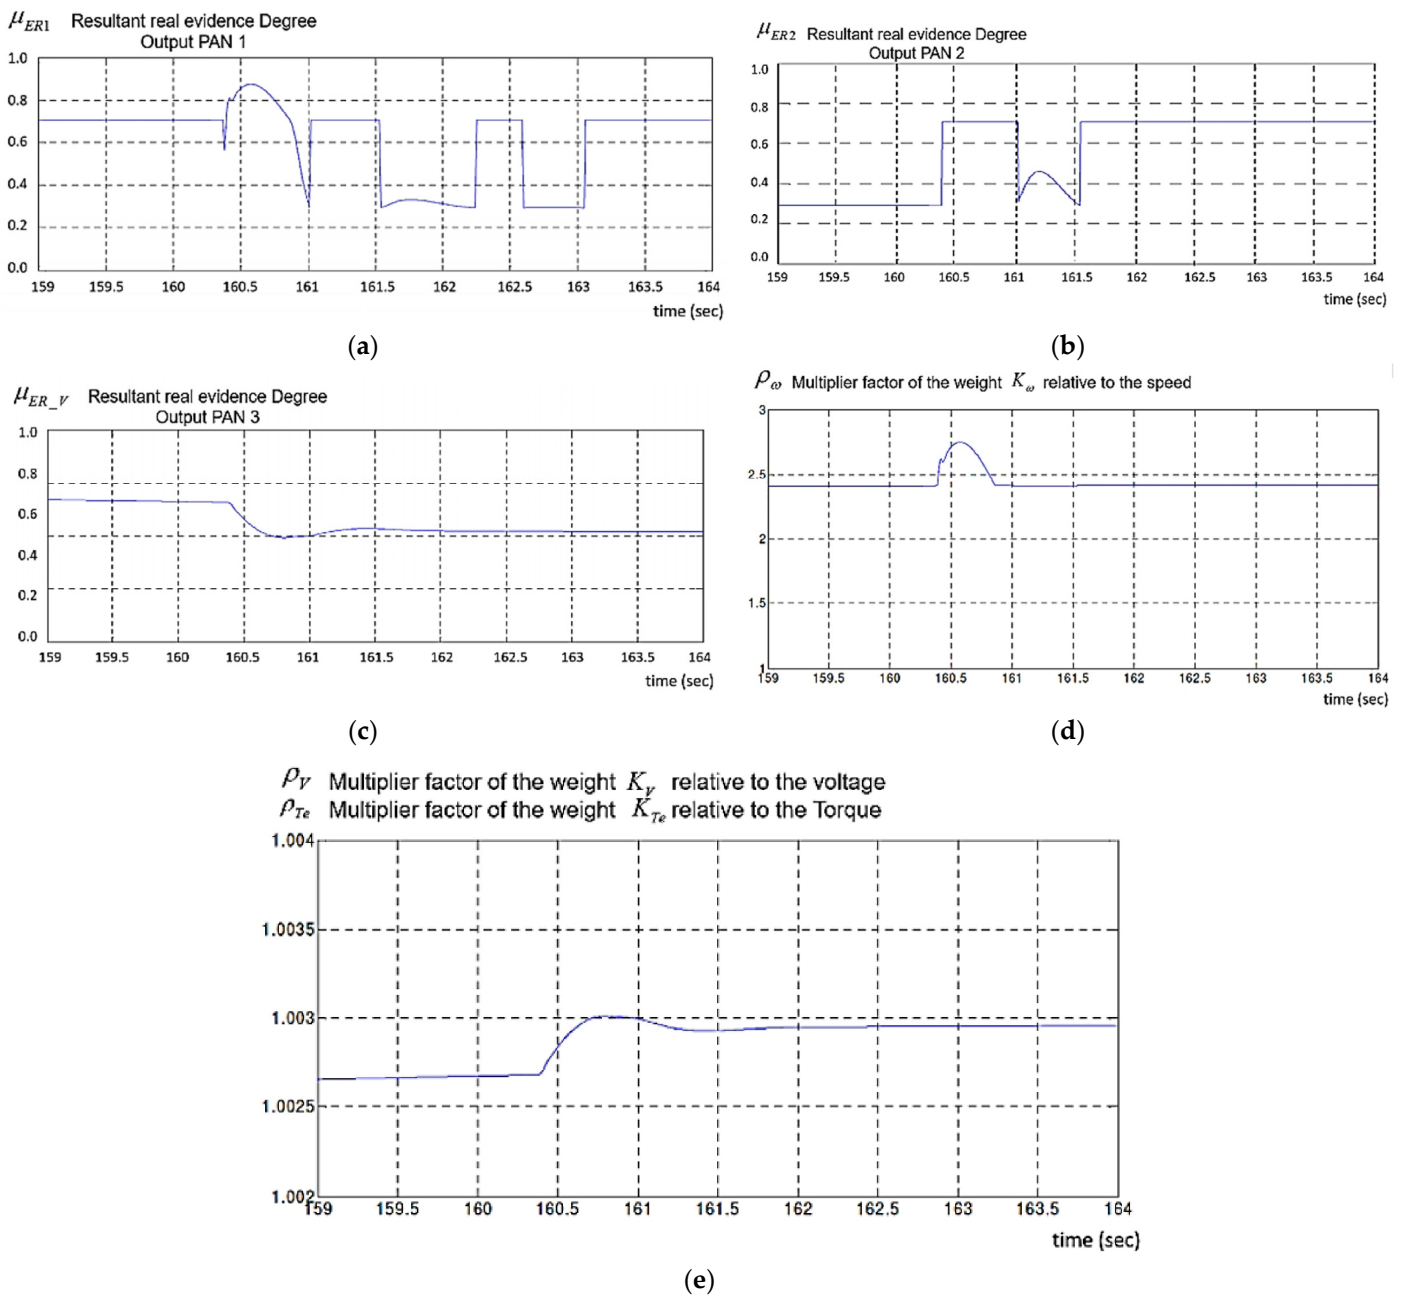 μ_ER1 Resultant real evidence Degree
Output PAN 1
1.0
0.8
0.6
0.4
0.2
0.0
159 159.5 160 160.5 161 161.5 162 162.5 163 163.5 164
time (sec)
(a)
μ_ER2 Resultant real evidence Degree
Output PAN 2
1.0
0.8
0.6
0.4
0.2
0.0
159 159.5 160 160.5 161 161.5 162 162.5 163 163.5 164
time (sec)
(b)
μ_ER_V Resultant real evidence Degree
Output PAN 3
1.0
0.8
0.6
0.4
0.2
0.0
159 159.5 160 160.5 161 161.5 162 162.5 163 163.5 164
time (sec)
(c)
ρ_ω Multiplier factor of the weight K_ω relative to the speed
3
2.5
2
1.5
1
159 159.5 160 160.5 161 161.5 162 162.5 163 163.5 164
time (sec)
(d)
ρ_V Multiplier factor of the weight K_V relative to the voltage
ρ_Te Multiplier factor of the weight K_Te relative to the Torque
1.004
1.0035
1.003
1.0025
1.002
159 159.5 160 160.5 161 161.5 162 162.5 163 163.5 164
time (sec)
(e)